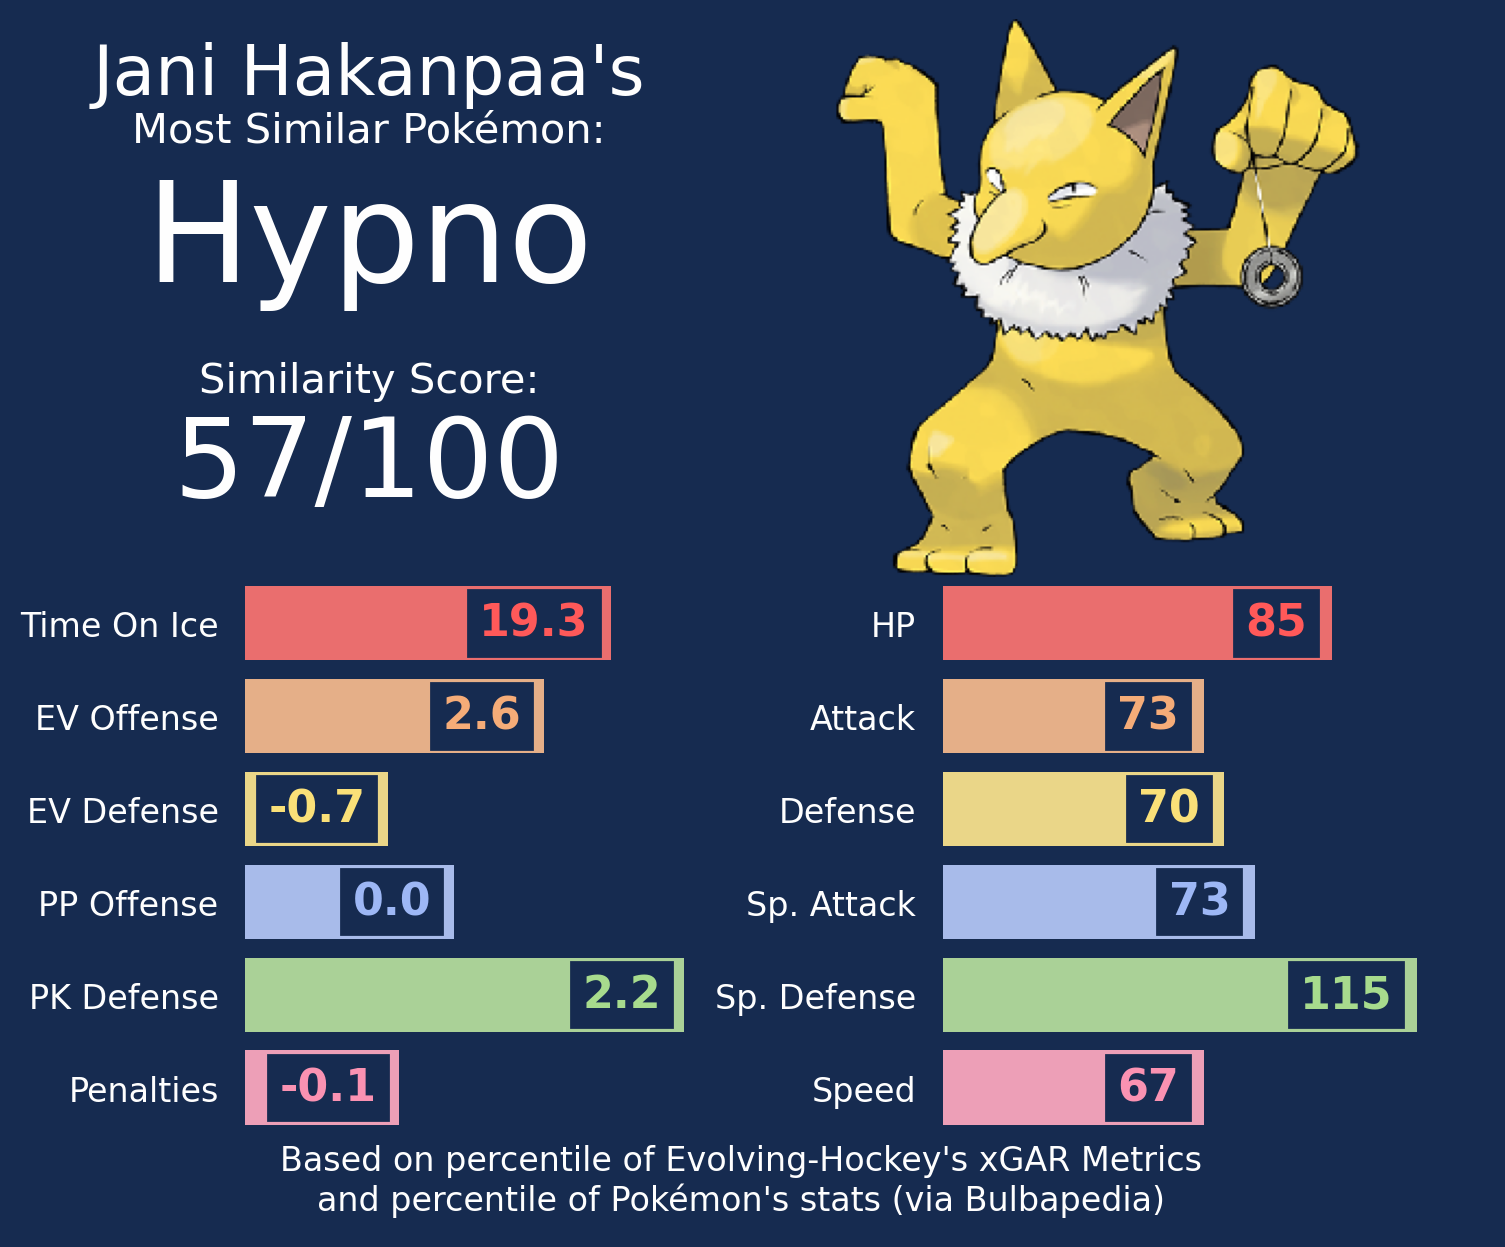 Jani Hakanpaa's
Most Similar Pokémon:
Hypno
Similarity Score:
57/100
Time On Ice 19.3
EV Offense 2.6
EV Defense -0.7
PP Offense 0.0
PK Defense 2.2
Penalties -0.1
HP 85
Attack 73
Defense 70
Sp. Attack 73
Sp. Defense 115
Speed 67
Based on percentile of Evolving-Hockey's xGAR Metrics
and percentile of Pokémon's stats (via Bulbapedia)